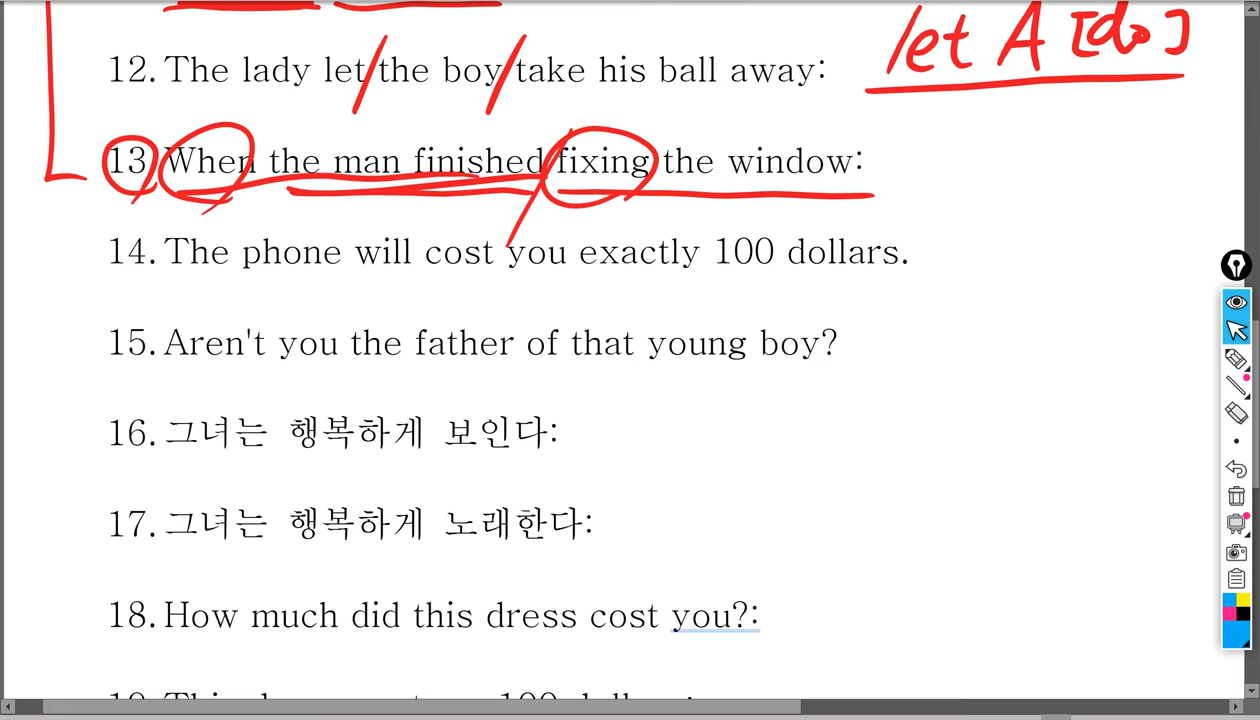 let A [do]
12. The lady let the boy take his ball away:
13. When the man finished fixing the window:
14. The phone will cost you exactly 100 dollars.
15. Aren't you the father of that young boy?
16. 그녀는 행복하게 보인다:
17. 그녀는 행복하게 노래한다:
18. How much did this dress cost you?: